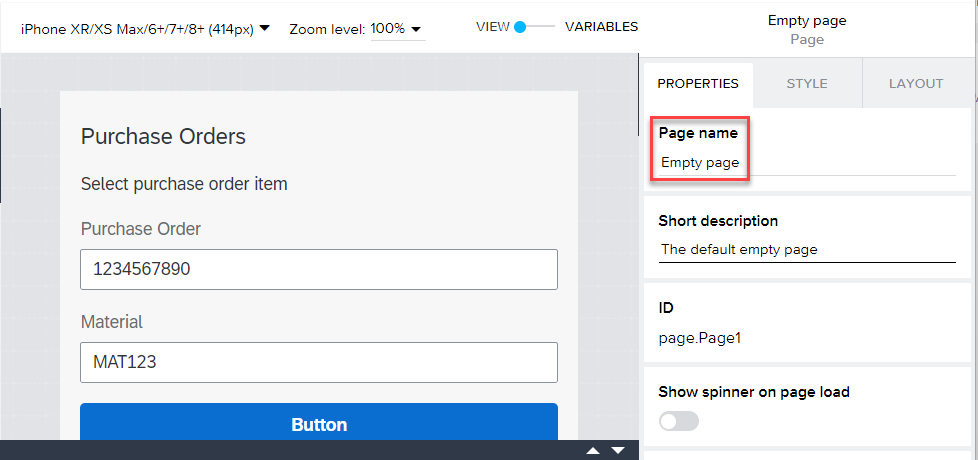 iPhone XR/XS Max/6+/7+/8+ (414px) Zoom level: 100% VIEW VARIABLES
Empty page
Page
PROPERTIES STYLE LAYOUT
Purchase Orders
Select purchase order item
Purchase Order
1234567890
Material
MAT123
Button
Page name
Empty page
Short description
The default empty page
ID
page.Page1
Show spinner on page load